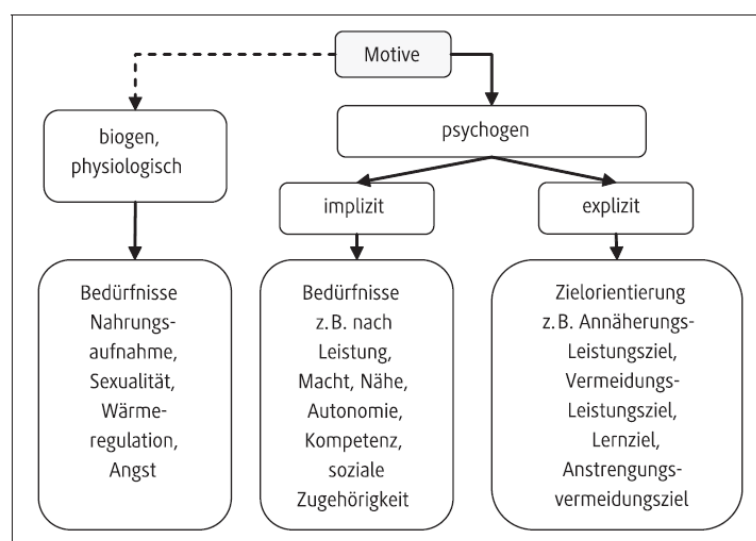 Motive
biogen,
physiologisch
psychogen
implizit
explizit
Bedürfnisse
Nahrungs-
aufnahme,
Sexualität,
Wärme-
regulation,
Angst
Bedürfnisse
z.B. nach
Leistung,
Macht, Nähe,
Autonomie,
Kompetenz,
soziale
Zugehörigkeit
Zielorientierung
z.B. Annäherungs-
Leistungsziel,
Vermeidungs-
Leistungsziel,
Lernziel,
Anstrengungs-
vermeidungsziel